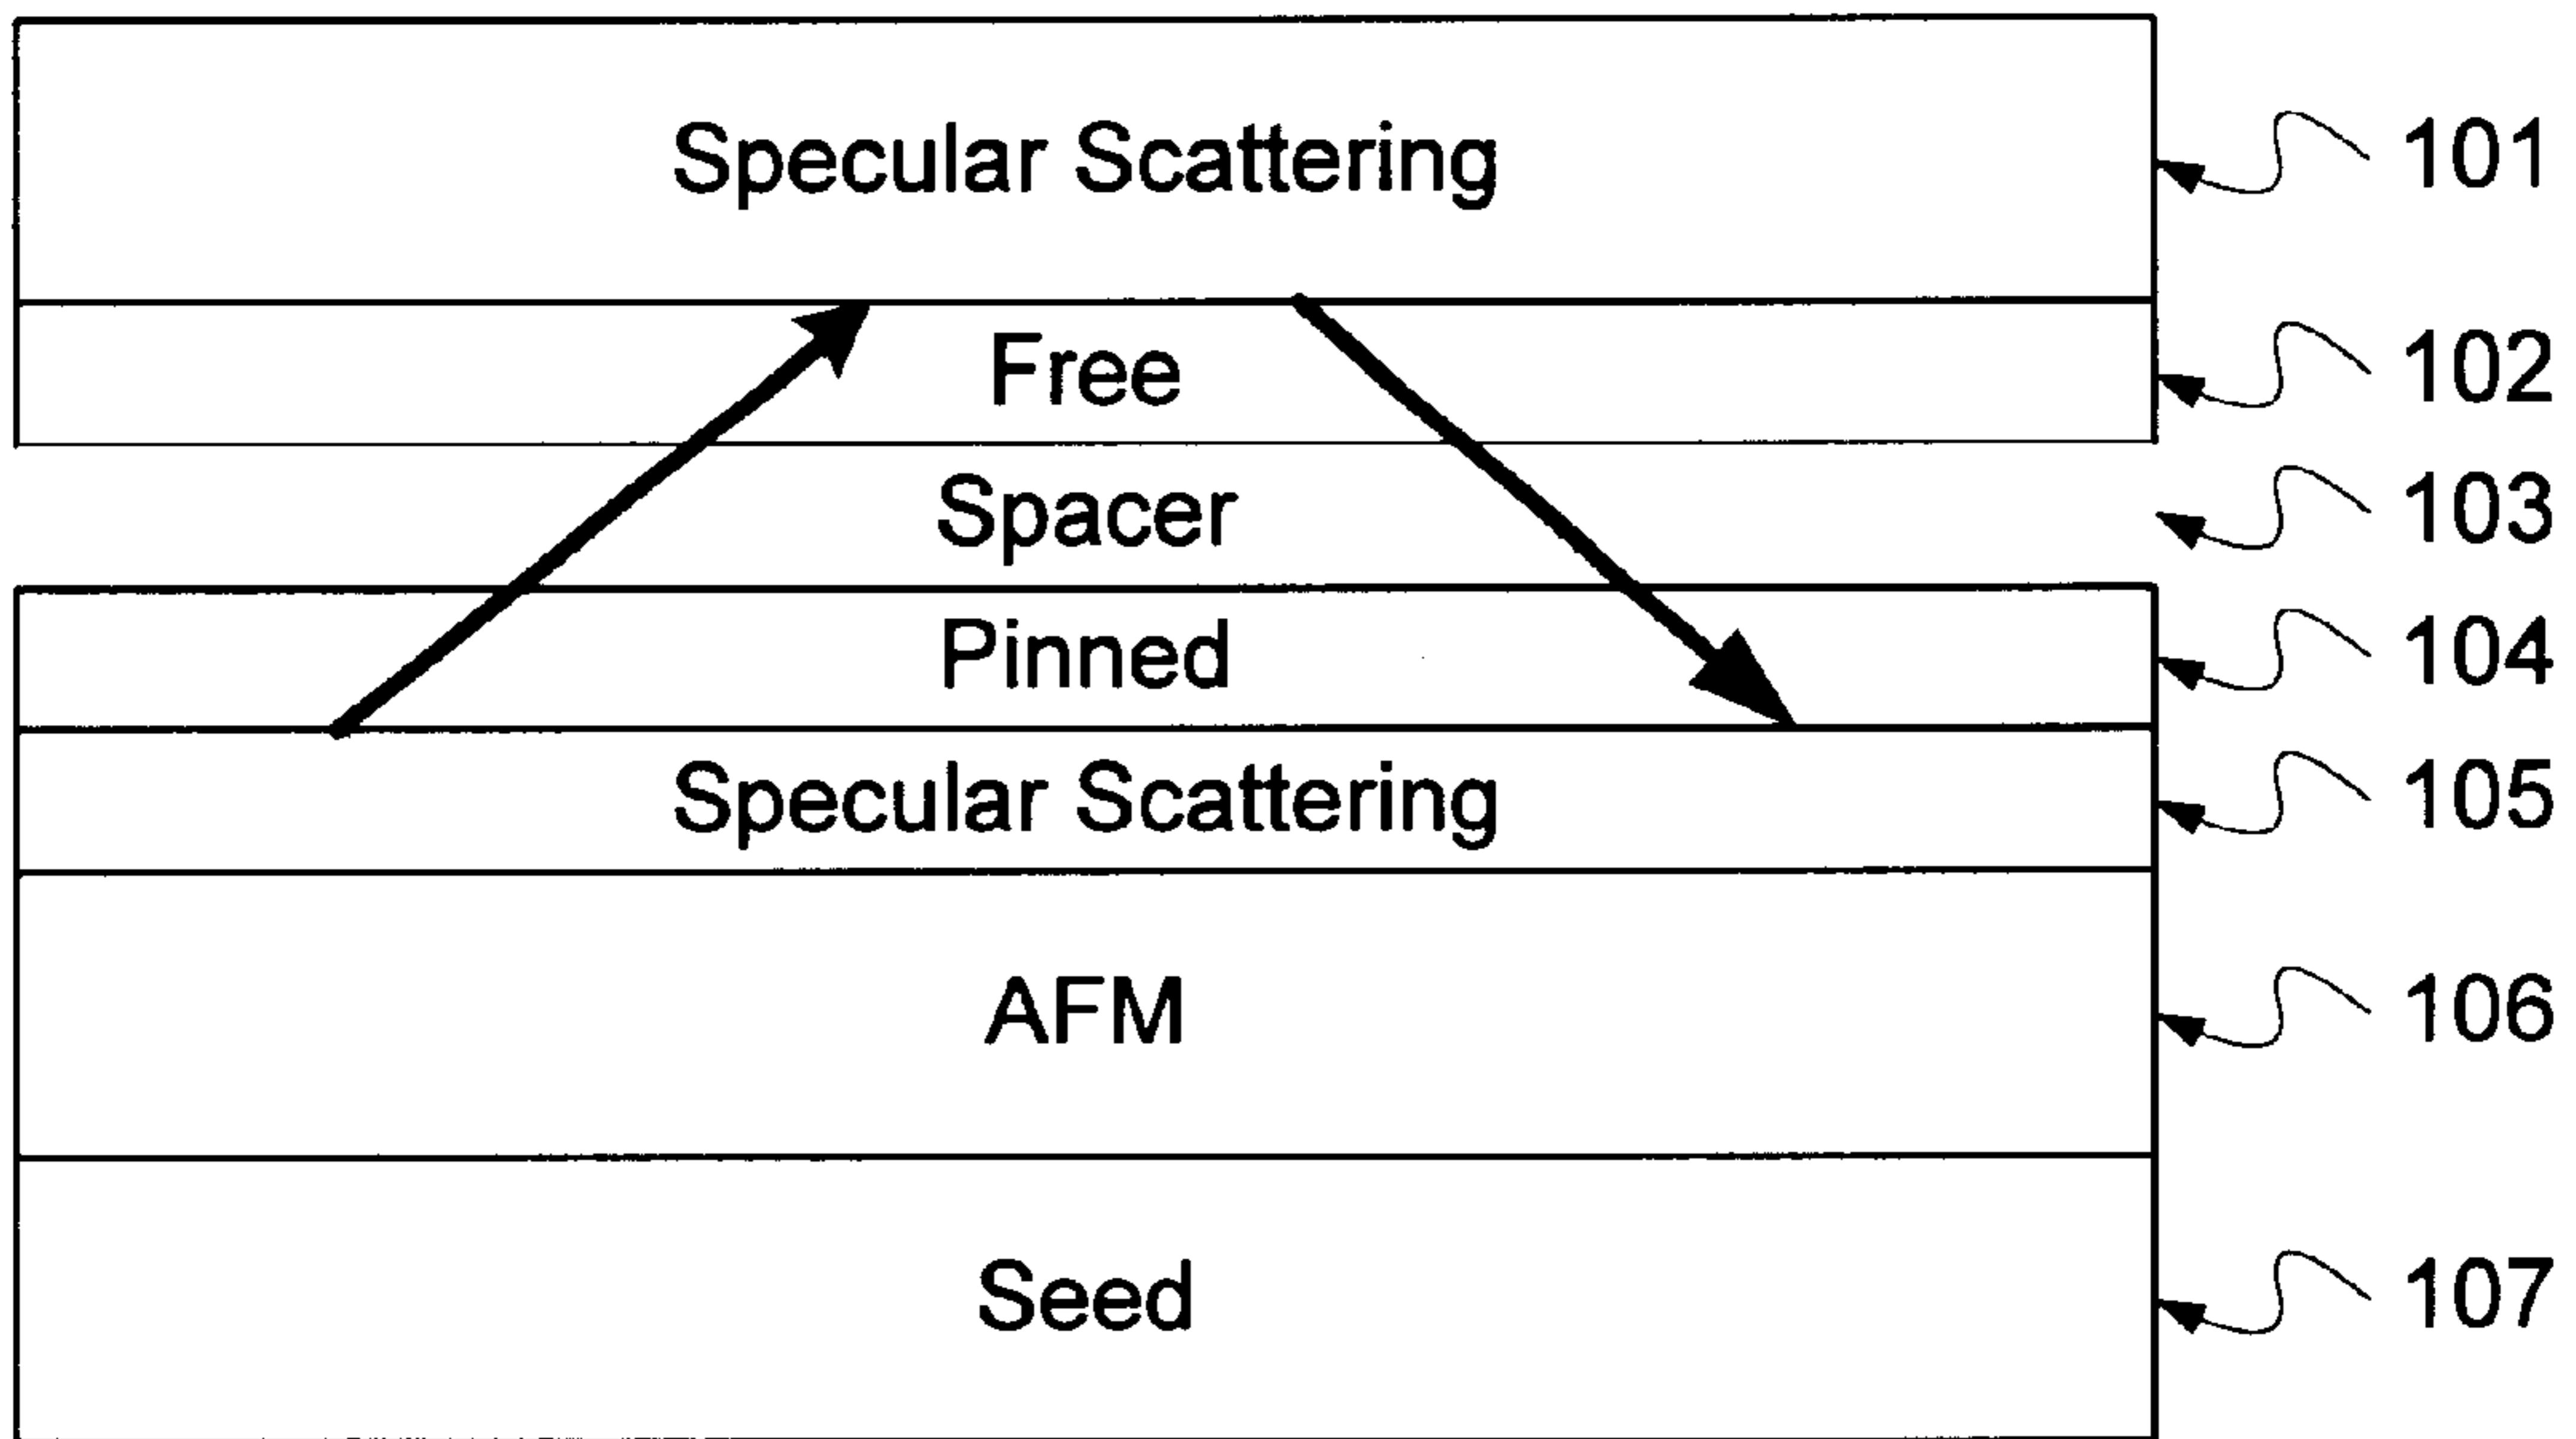 Specular Scattering 101
Free 102
Spacer 103
Pinned 104
Specular Scattering 105
AFM 106
Seed 107